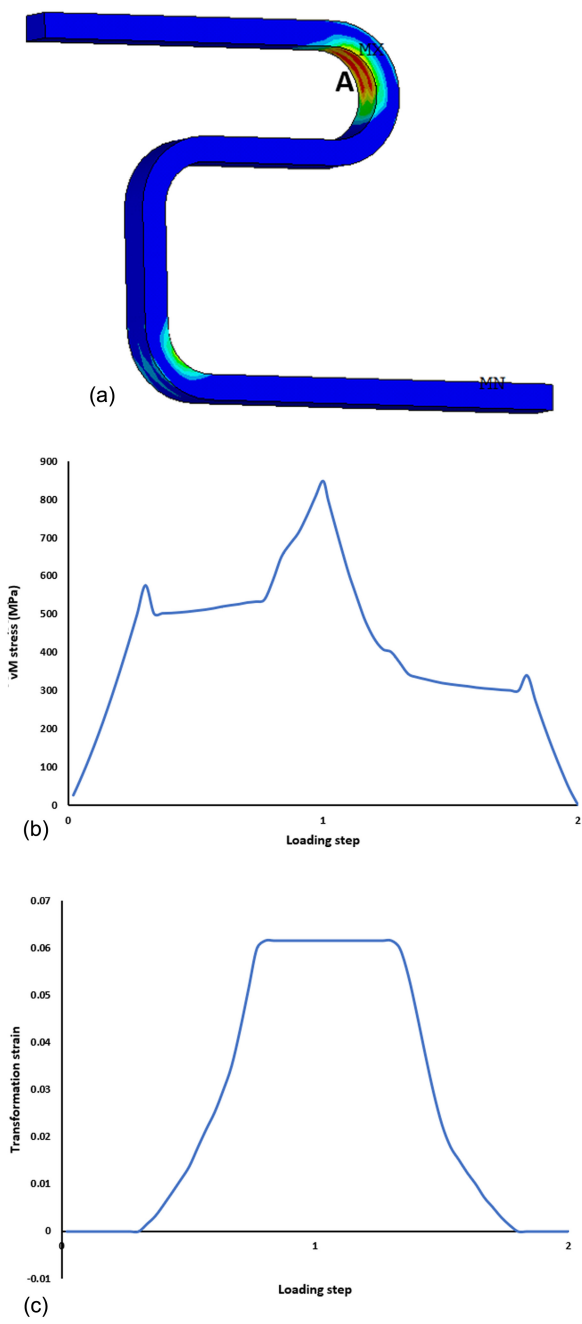 MX
A
MN
(a)
900
800
700
600
500
400
300
200
100
0
vM stress (MPa)
0
1
2
Loading step
(b)
0.07
0.06
0.05
0.04
0.03
0.02
0.01
0
-0.01
Transformation strain
0
1
2
Loading step
(c)